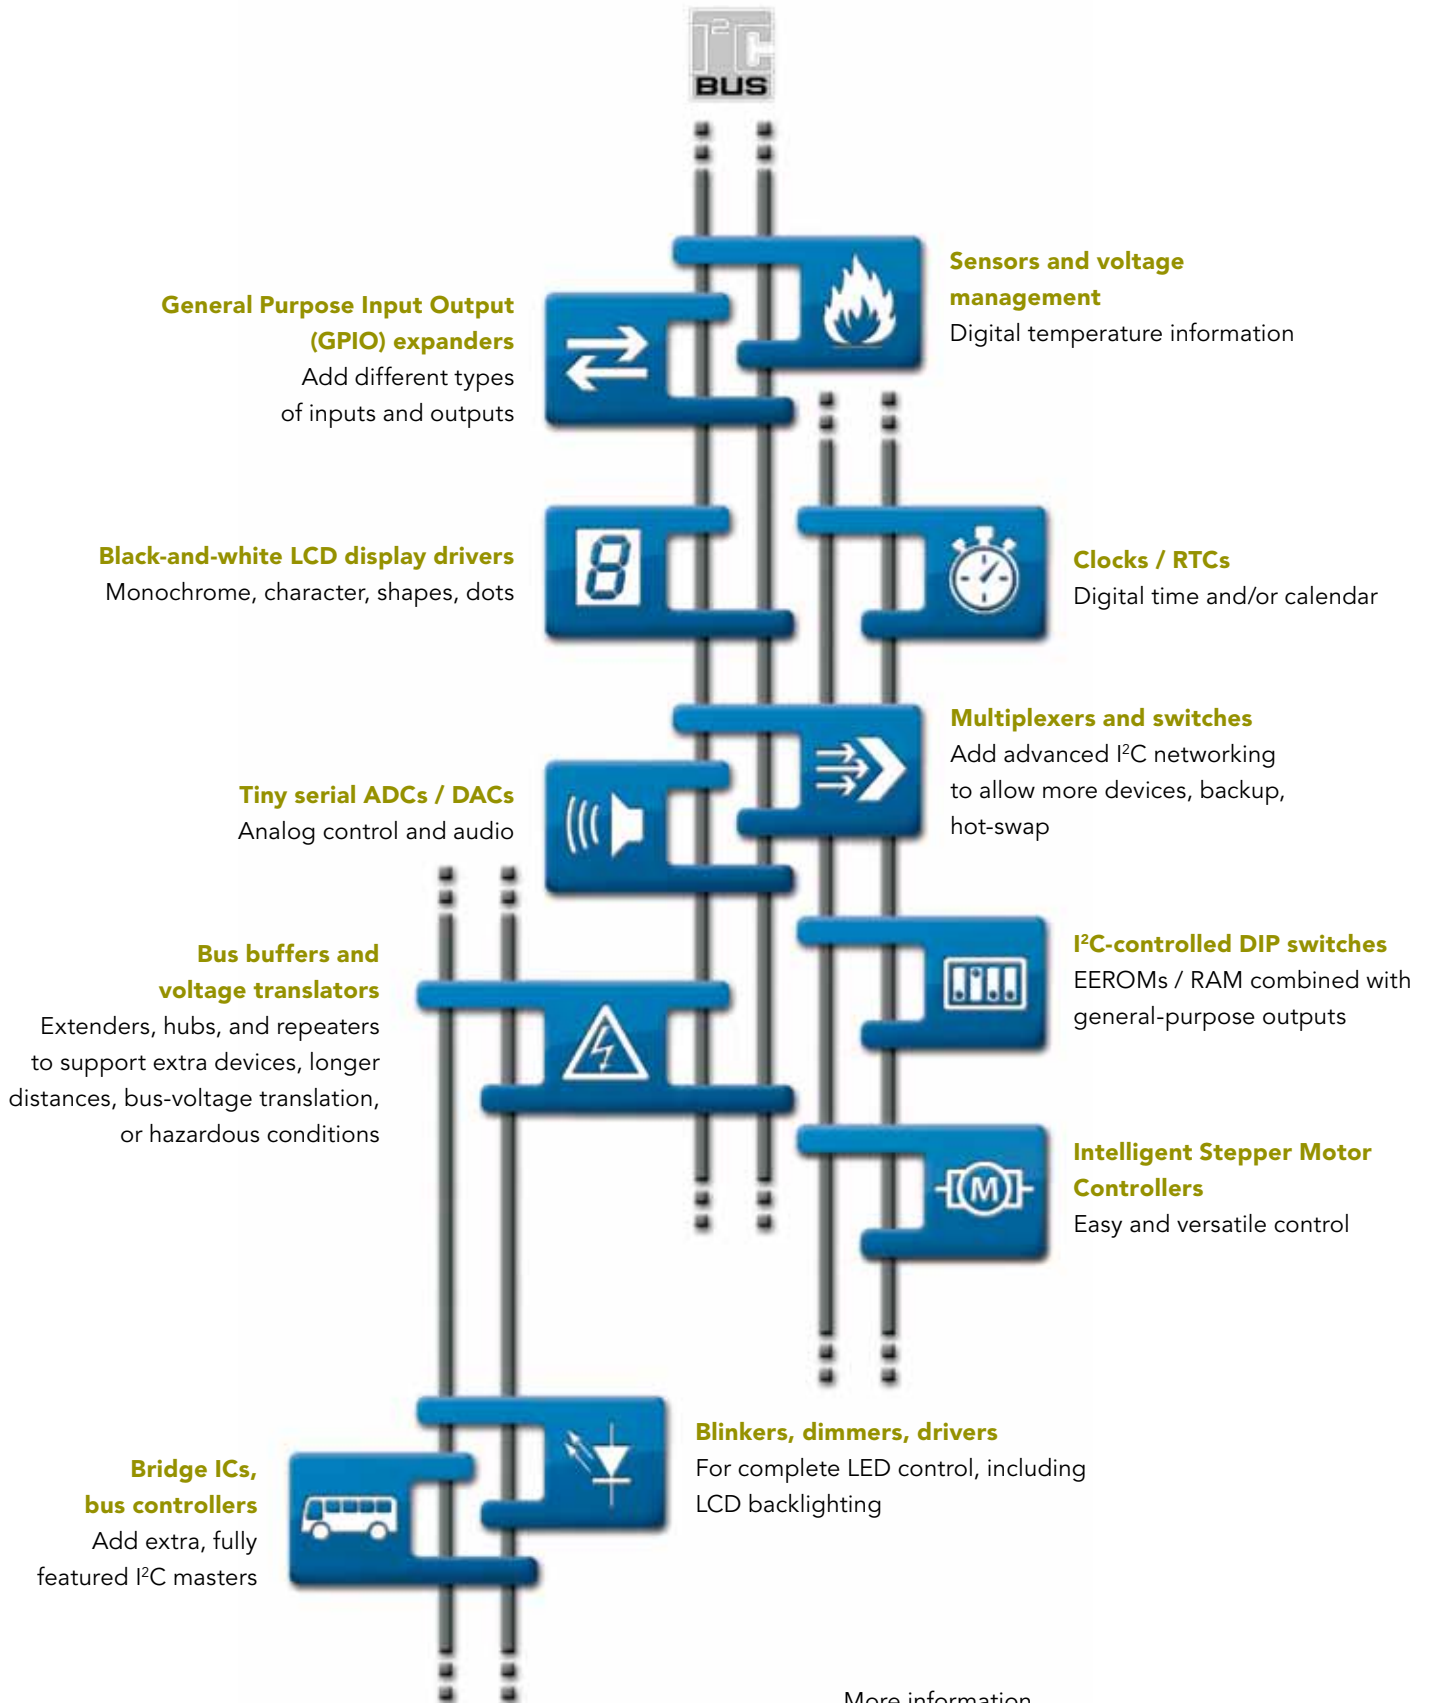 I²C
BUS
Sensors and voltage
management
Digital temperature information
General Purpose Input Output
(GPIO) expanders
Add different types
of inputs and outputs
8
Black-and-white LCD display drivers
Monochrome, character, shapes, dots
Clocks / RTCs
Digital time and/or calendar
Multiplexers and switches
Add advanced I²C networking
to allow more devices, backup,
hot-swap
Tiny serial ADCs / DACs
Analog control and audio
I²C-controlled DIP switches
EEROMs / RAM combined with
general-purpose outputs
Bus buffers and
voltage translators
Extenders, hubs, and repeaters
to support extra devices, longer
distances, bus-voltage translation,
or hazardous conditions
Intelligent Stepper Motor
Controllers
Easy and versatile control
M
Blinkers, dimmers, drivers
For complete LED control, including
LCD backlighting
Bridge ICs,
bus controllers
Add extra, fully
featured I²C masters
More information